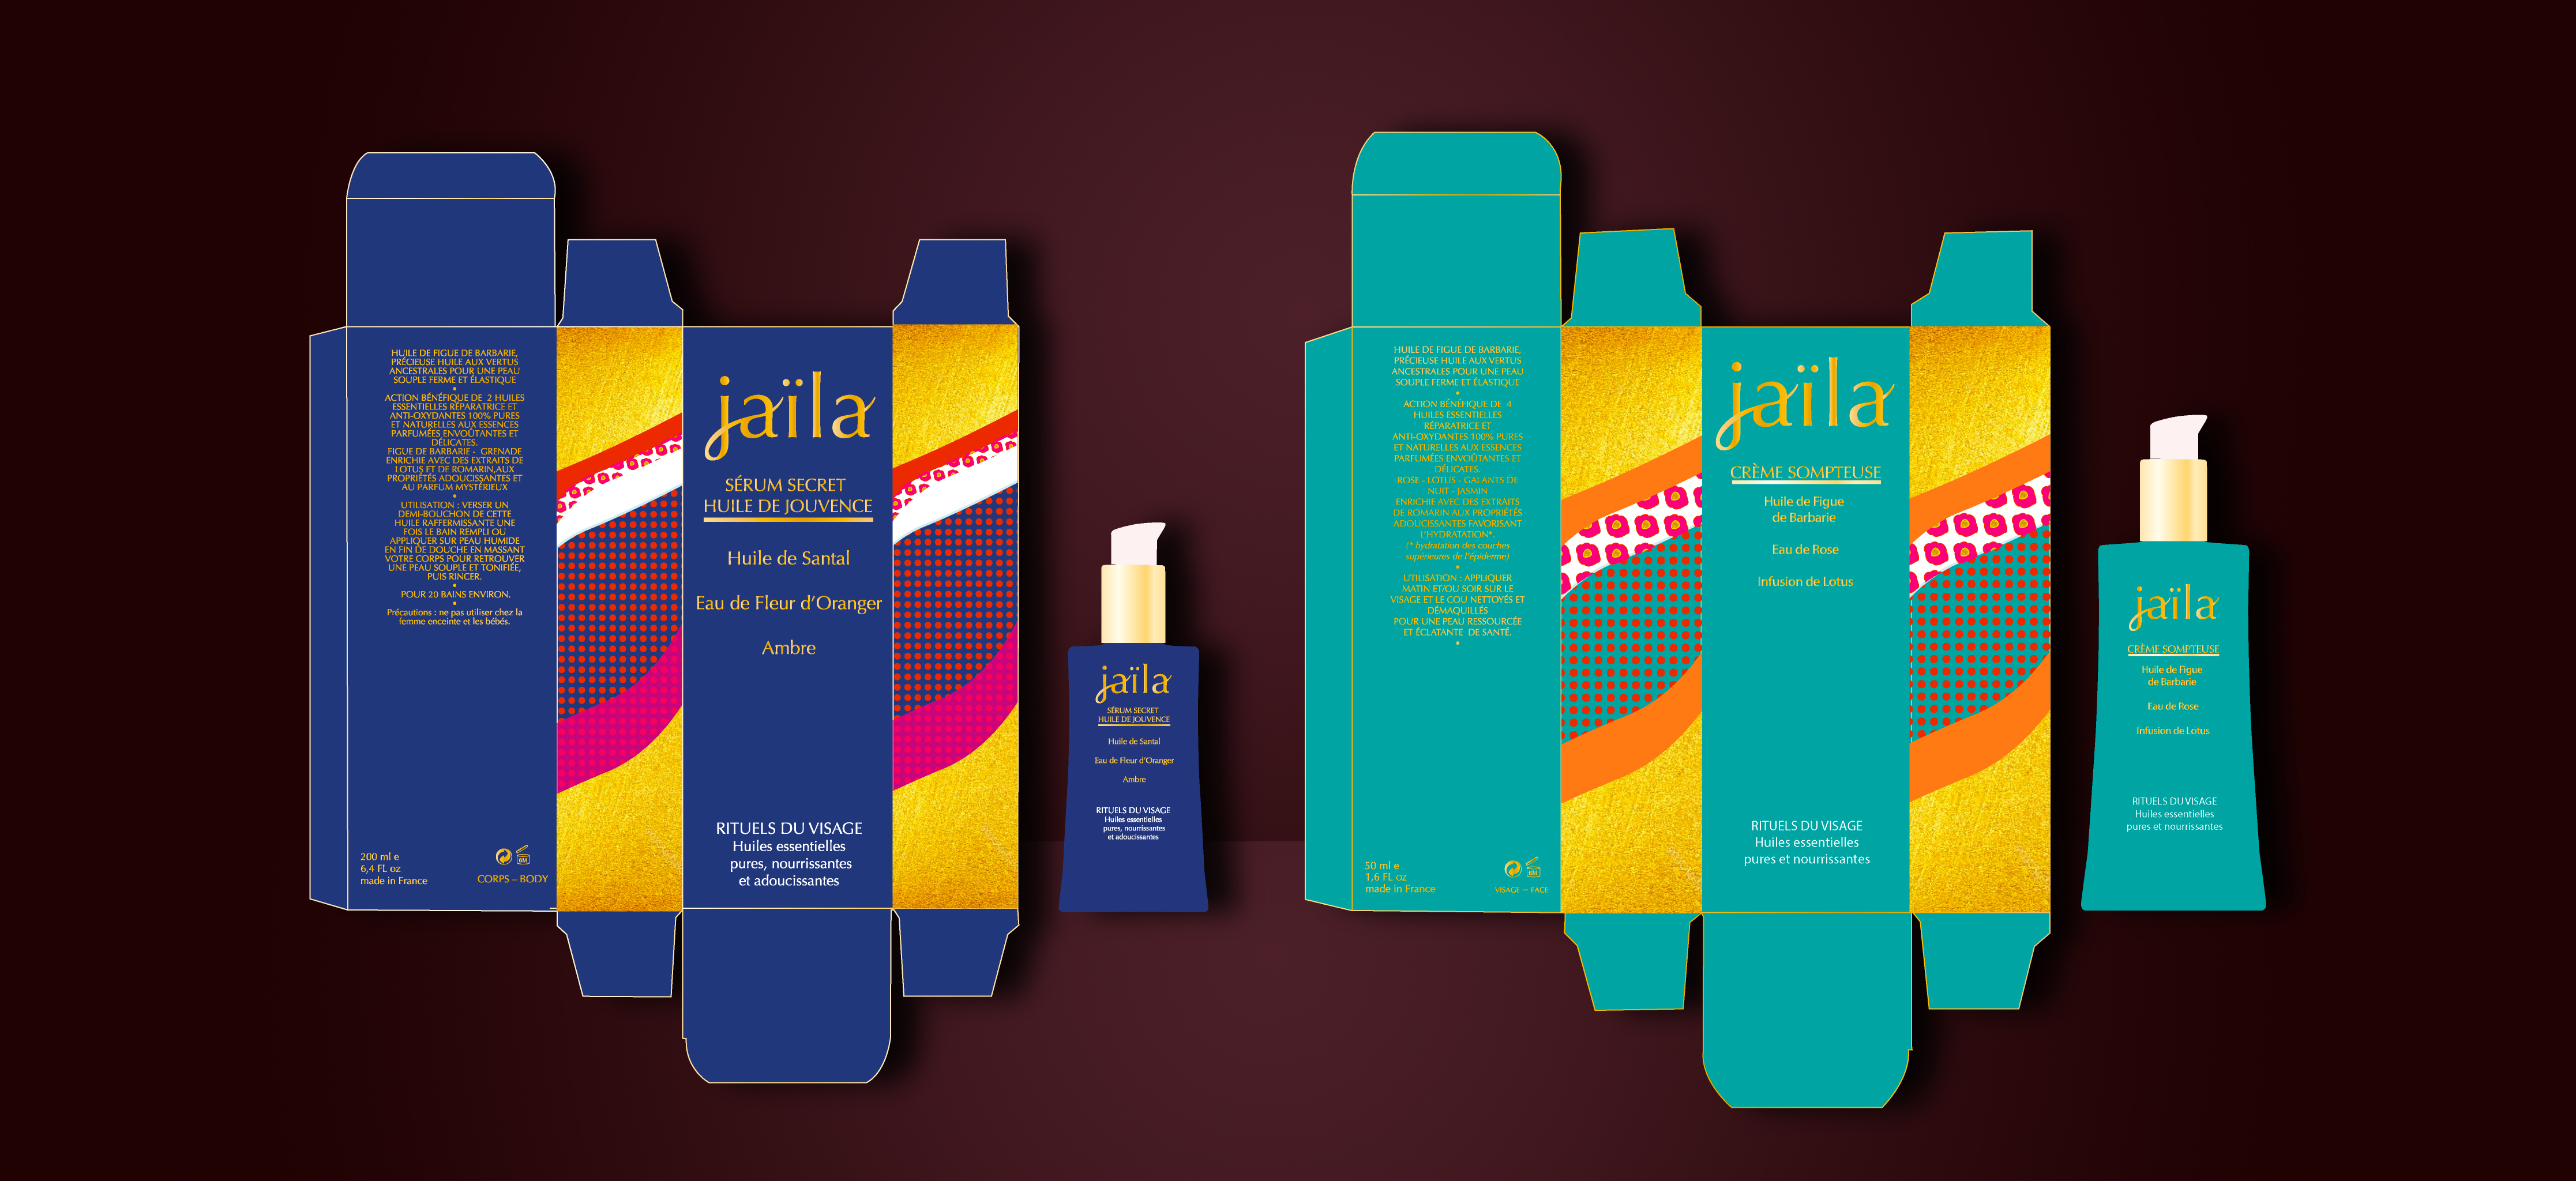 HUILE DE FIGUE DE BARBARIE,
PRÉCIEUSE HUILE AUX VERTUS
ANCESTRALES POUR UNE PEAU
SOUPLE FERME ET ÉLASTIQUE
•
ACTION BÉNÉFIQUE DE 2 HUILES
ESSENTIELLES RÉPARATRICE ET
ANTI-OXYDANTES 100% PURES
ET NATURELLES AUX ESSENCES
PARFUMÉES ENVOÛTANTES ET
DÉLICATES.
FIGUE DE BARBARIE - GRENADE
ENRICHIE AVEC DES EXTRAITS DE
LOTUS ET DE ROMARIN,AUX
PROPRIÉTÉS ADOUCISSANTES ET
AU PARFUM MYSTÉRIEUX
•
UTILISATION : VERSER UN
DEMI-BOUCHON DE CETTE
HUILE RAFFERMISSANTE UNE
FOIS LE BAIN REMPLI OU
APPLIQUER SUR PEAU HUMIDE
EN FIN DE DOUCHE EN MASSANT
VOTRE CORPS POUR RETROUVER
UNE PEAU SOUPLE ET TONIFIÉE,
PUIS RINCER.
•
POUR 20 BAINS ENVIRON.
•
Précautions : ne pas utiliser chez la
femme enceinte et les bébés.
200 ml e
6,4 FL oz
made in France
6M
CORPS – BODY
jaïla
SÉRUM SECRET
HUILE DE JOUVENCE
Huile de Santal
Eau de Fleur d'Oranger
Ambre
RITUELS DU VISAGE
Huiles essentielles
pures, nourrissantes
et adoucissantes
jaïla
SÉRUM SECRET
HUILE DE JOUVENCE
Huile de Santal
Eau de Fleur d'Oranger
Ambre
RITUELS DU VISAGE
Huiles essentielles
pures, nourrissantes
et adoucissantes
HUILE DE FIGUE DE BARBARIE,
PRÉCIEUSE HUILE AUX VERTUS
ANCESTRALES POUR UNE PEAU
SOUPLE FERME ET ÉLASTIQUE
•
ACTION BÉNÉFIQUE DE 4
HUILES ESSENTIELLES
RÉPARATRICE ET
ANTI-OXYDANTES 100% PURES
ET NATURELLES AUX ESSENCES
PARFUMÉES ENVOÛTANTES ET
DÉLICATES.
ROSE - LOTUS - GALANTS DE
NUIT - JASMIN
ENRICHIE AVEC DES EXTRAITS
DE ROMARIN AUX PROPRIÉTÉS
ADOUCISSANTES FAVORISANT
L'HYDRATATION*.
(* hydratation des couches
supérieures de l'épiderme)
•
UTILISATION : APPLIQUER
MATIN ET/OU SOIR SUR LE
VISAGE ET LE COU NETTOYÉS ET
DÉMAQUILLÉS
POUR UNE PEAU RESSOURCÉE
ET ÉCLATANTE DE SANTÉ.
•
50 ml e
1,6 FL oz
made in France
6M
VISAGE – FACE
jaïla
CRÈME SOMPTEUSE
Huile de Figue
de Barbarie
Eau de Rose
Infusion de Lotus
RITUELS DU VISAGE
Huiles essentielles
pures et nourrissantes
jaïla
CRÈME SOMPTEUSE
Huile de Figue
de Barbarie
Eau de Rose
Infusion de Lotus
RITUELS DU VISAGE
Huiles essentielles
pures et nourrissantes